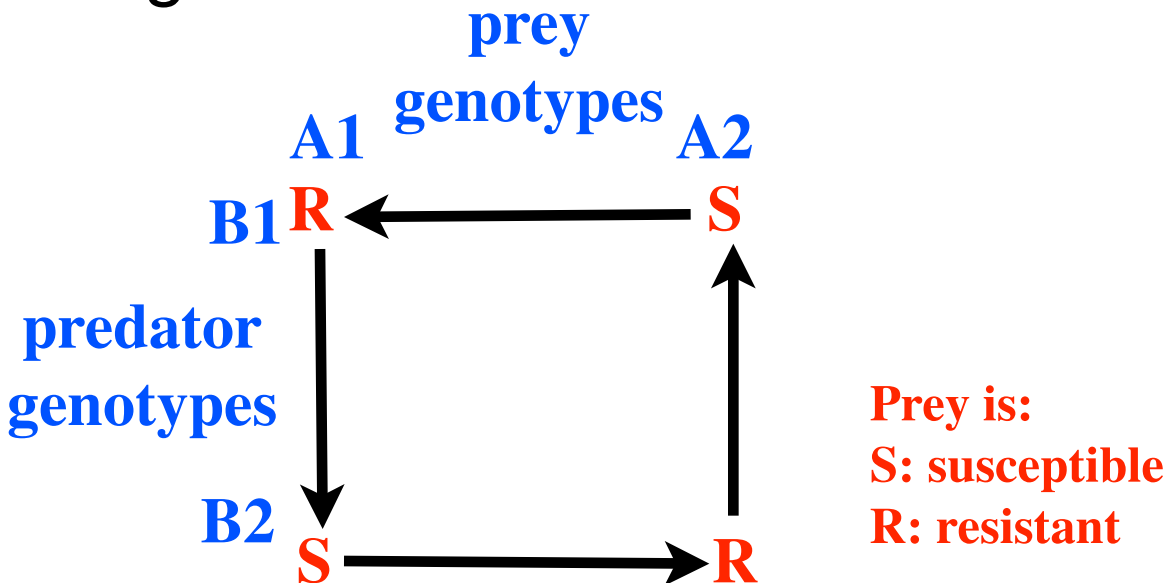 prey
genotypes
A1 A2
B1 R S
predator
genotypes
Prey is:
S: susceptible
B2
R: resistant
S R